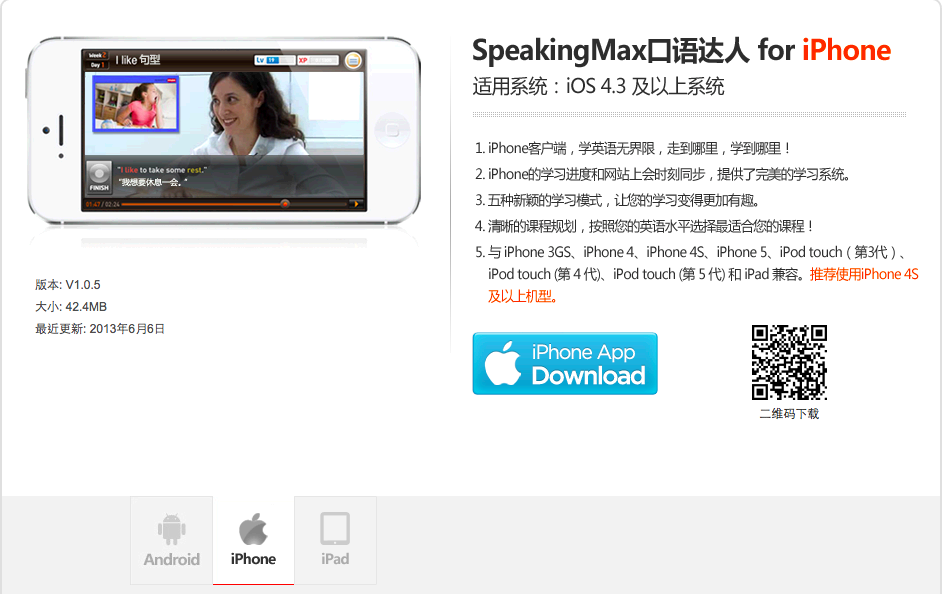 Week 2
Day 1
I like 句型
Lv
XP
FINISH
"I like to take some rest."
"我想要休息一会。"
01:47 / 02:24
SpeakingMax口语达人 for iPhone
适用系统：iOS 4.3 及以上系统
1. iPhone客户端，学英语无界限，走到哪里，学到哪里！
2. iPhone的学习进度和网站上会时刻同步，提供了完美的学习系统。
3. 五种新颖的学习模式，让您的学习变得更加有趣。
4. 清晰的课程规划，按照您的英语水平选择最适合您的课程！
5. 与 iPhone 3GS、iPhone 4、iPhone 4S、iPhone 5、iPod touch（第3代）、
iPod touch (第 4 代)、iPod touch (第 5 代) 和 iPad 兼容。推荐使用iPhone 4S
及以上机型。
版本: V1.0.5
大小: 42.4MB
最近更新: 2013年6月6日
iPhone App
Download
二维码下载
Android
iPhone
iPad